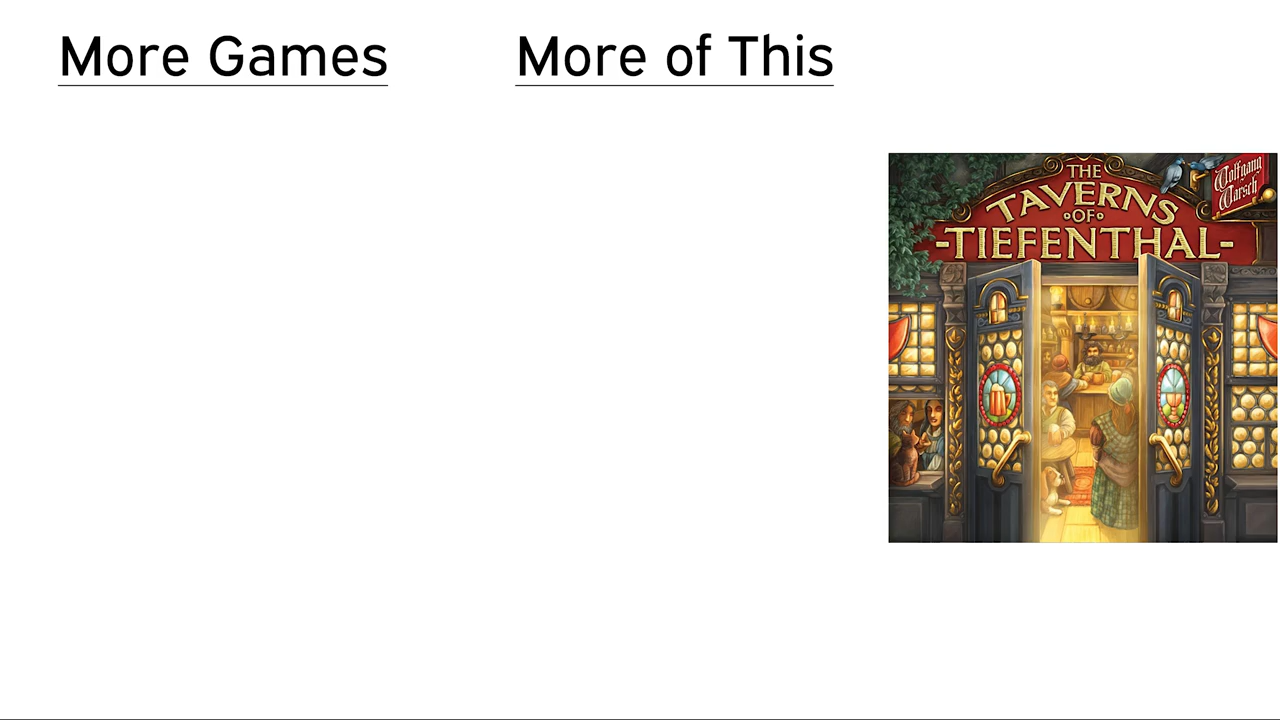 More Games
More of This
THE
TAVERNS
OF
-TIEFENTHAL-
Wolfgang
Warsch